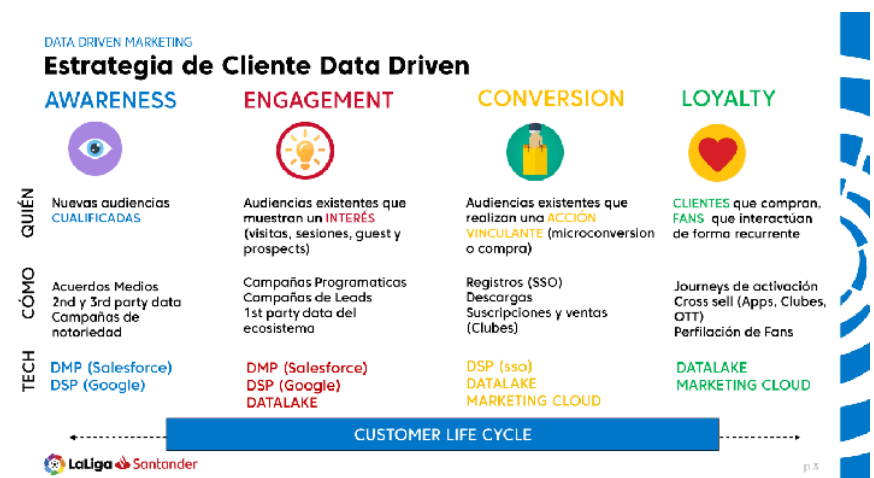 DATA DRIVEN MARKETING
Estrategia de Cliente Data Driven
AWARENESS
ENGAGEMENT
CONVERSION
LOYALTY
QUIÉN
Nuevas audiencias
CUALIFICADAS
Audiencias existentes que
muestran un INTERÉS
(visitas, sesiones, guest y
prospects)
Audiencias existentes que
realizan una ACCIÓN
VINCULANTE (microconversion
o compra)
CLIENTES que compran,
FANS que interactúan
de forma recurrente
CÓMO
Acuerdos Medios
2nd y 3rd party data
Campañas de
notoriedad
Campañas Programaticas
Campañas de Leads
1st party data del
ecosistema
Registros (SSO)
Descargas
Suscripciones y ventas
(Clubes)
Journeys de activación
Cross sell (Apps, Clubes,
OTT)
Perfilación de Fans
TECH
DMP (Salesforce)
DSP (Google)
DMP (Salesforce)
DSP (Google)
DATALAKE
DSP (sso)
DATALAKE
MARKETING CLOUD
DATALAKE
MARKETING CLOUD
CUSTOMER LIFE CYCLE
LaLiga Santander
p 3